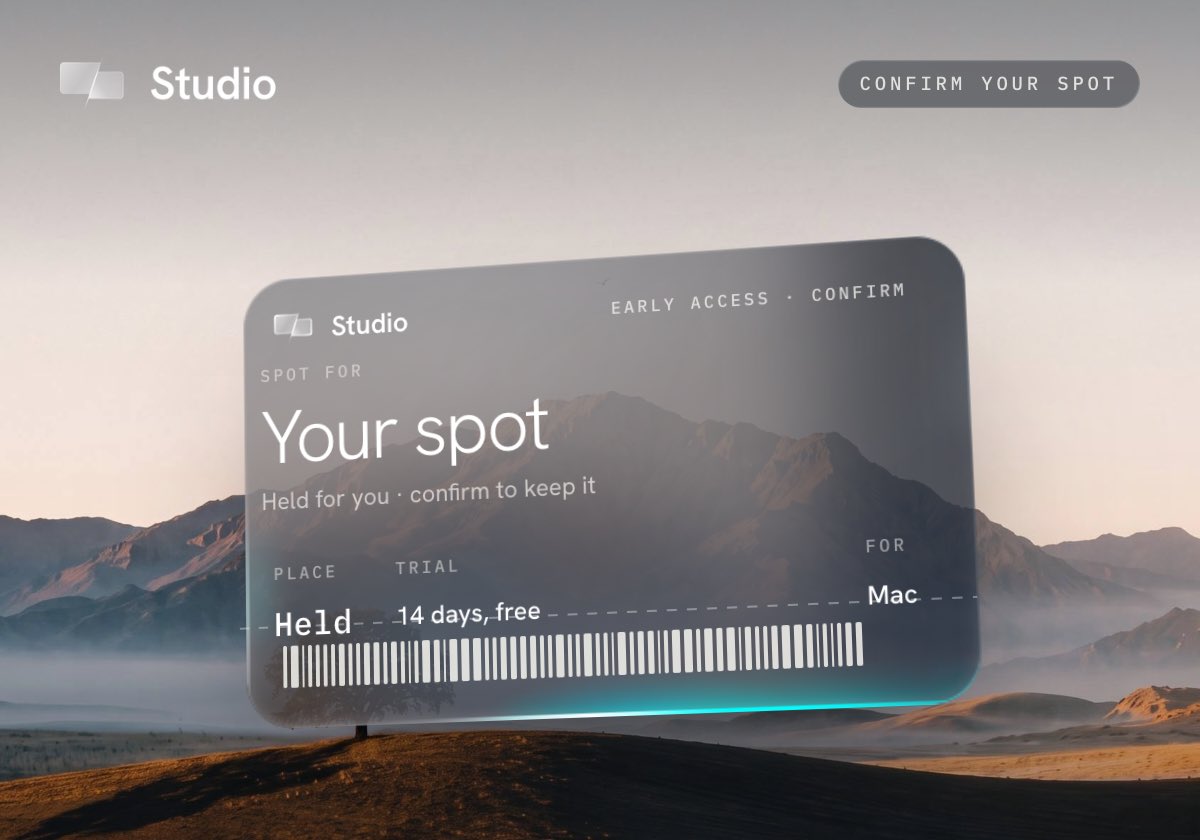 Studio
CONFIRM YOUR SPOT
Studio
EARLY ACCESS · CONFIRM
SPOT FOR
Your spot
Held for you · confirm to keep it
PLACE
TRIAL
FOR
Held
14 days, free
Mac